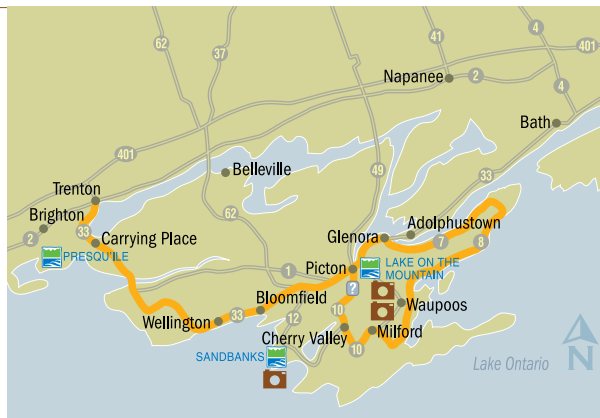 62
37
41
4
401
2
Napanee
4
Bath
401
Belleville
49
33
Trenton
Brighton
33
2
Carrying Place
PRESQU'ILE
62
Adolphustown
Glenora
7
8
1
Picton
LAKE ON THE
MOUNTAIN
?
Bloomfield
33
Wellington
12
10
Waupoos
Cherry Valley
Milford
10
SANDBANKS
Lake Ontario
N